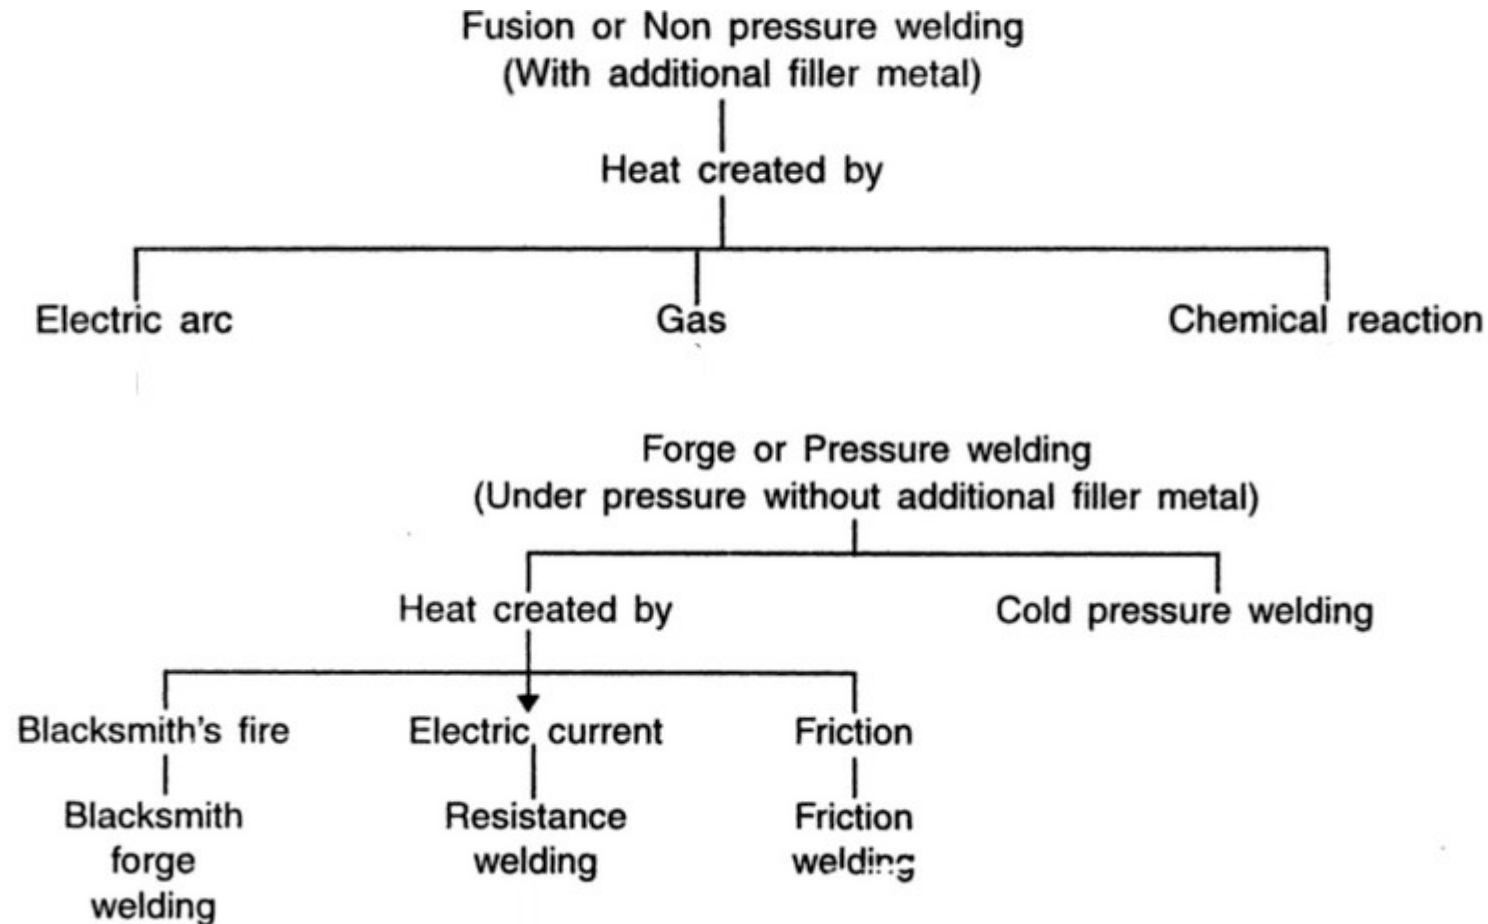 Fusion or Non pressure welding
(With additional filler metal)
Heat created by
Electric arc
Gas
Chemical reaction
Forge or Pressure welding
(Under pressure without additional filler metal)
Heat created by
Cold pressure welding
Blacksmith's fire
Electric current
Friction
Blacksmith
forge
welding
Resistance
welding
Friction
welding